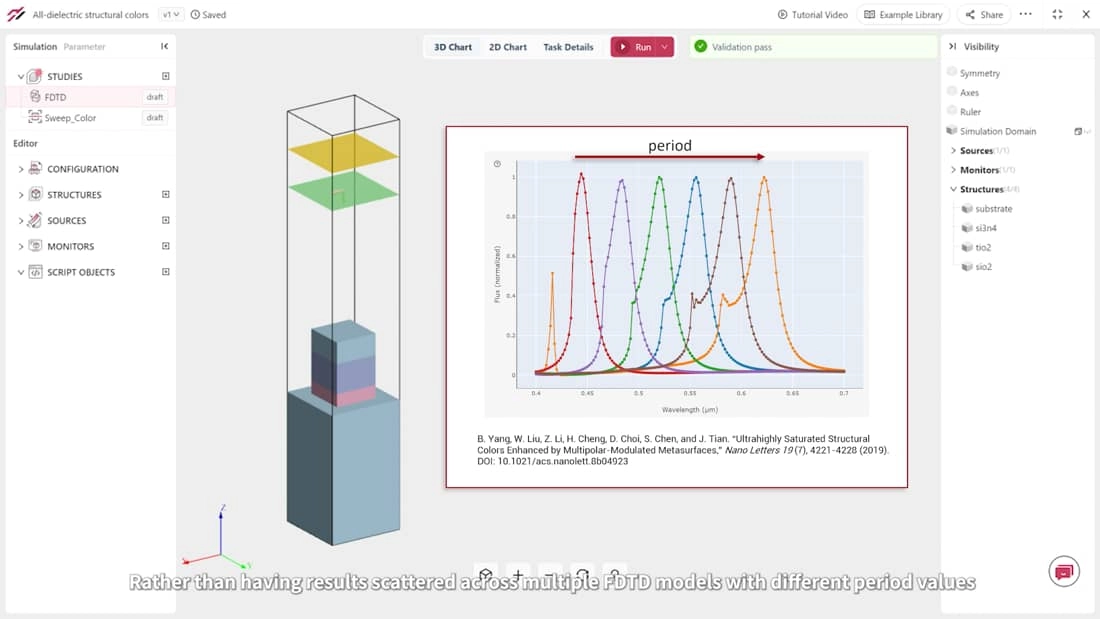 All-dielectric structural colors
v1
Saved
Tutorial Video
Example Library
Share
Simulation Parameter
STUDIES
FDTD
draft
Sweep_Color
draft
Editor
CONFIGURATION
STRUCTURES
SOURCES
MONITORS
SCRIPT OBJECTS
3D Chart
2D Chart
Task Details
Run
Validation pass
period
Flux (normalized)
1
0.8
0.6
0.4
0.2
0
0.4 0.45 0.5 0.55 0.6 0.65 0.7
Wavelength (μm)
B. Yang, W. Liu, Z. Li, H. Cheng, D. Choi, S. Chen, and J. Tian. "Ultrahighly Saturated Structural
Colors Enhanced by Multipolar-Modulated Metasurfaces," Nano Letters 19 (7), 4221-4228 (2019).
DOI: 10.1021/acs.nanolett.8b04923
Z
X
Y
Visibility
Symmetry
Axes
Ruler
Simulation Domain
Sources(1/1)
Monitors(1/1)
Structures(4/4)
substrate
si3n4
tio2
sio2
Rather than having results scattered across multiple FDTD models with different period values